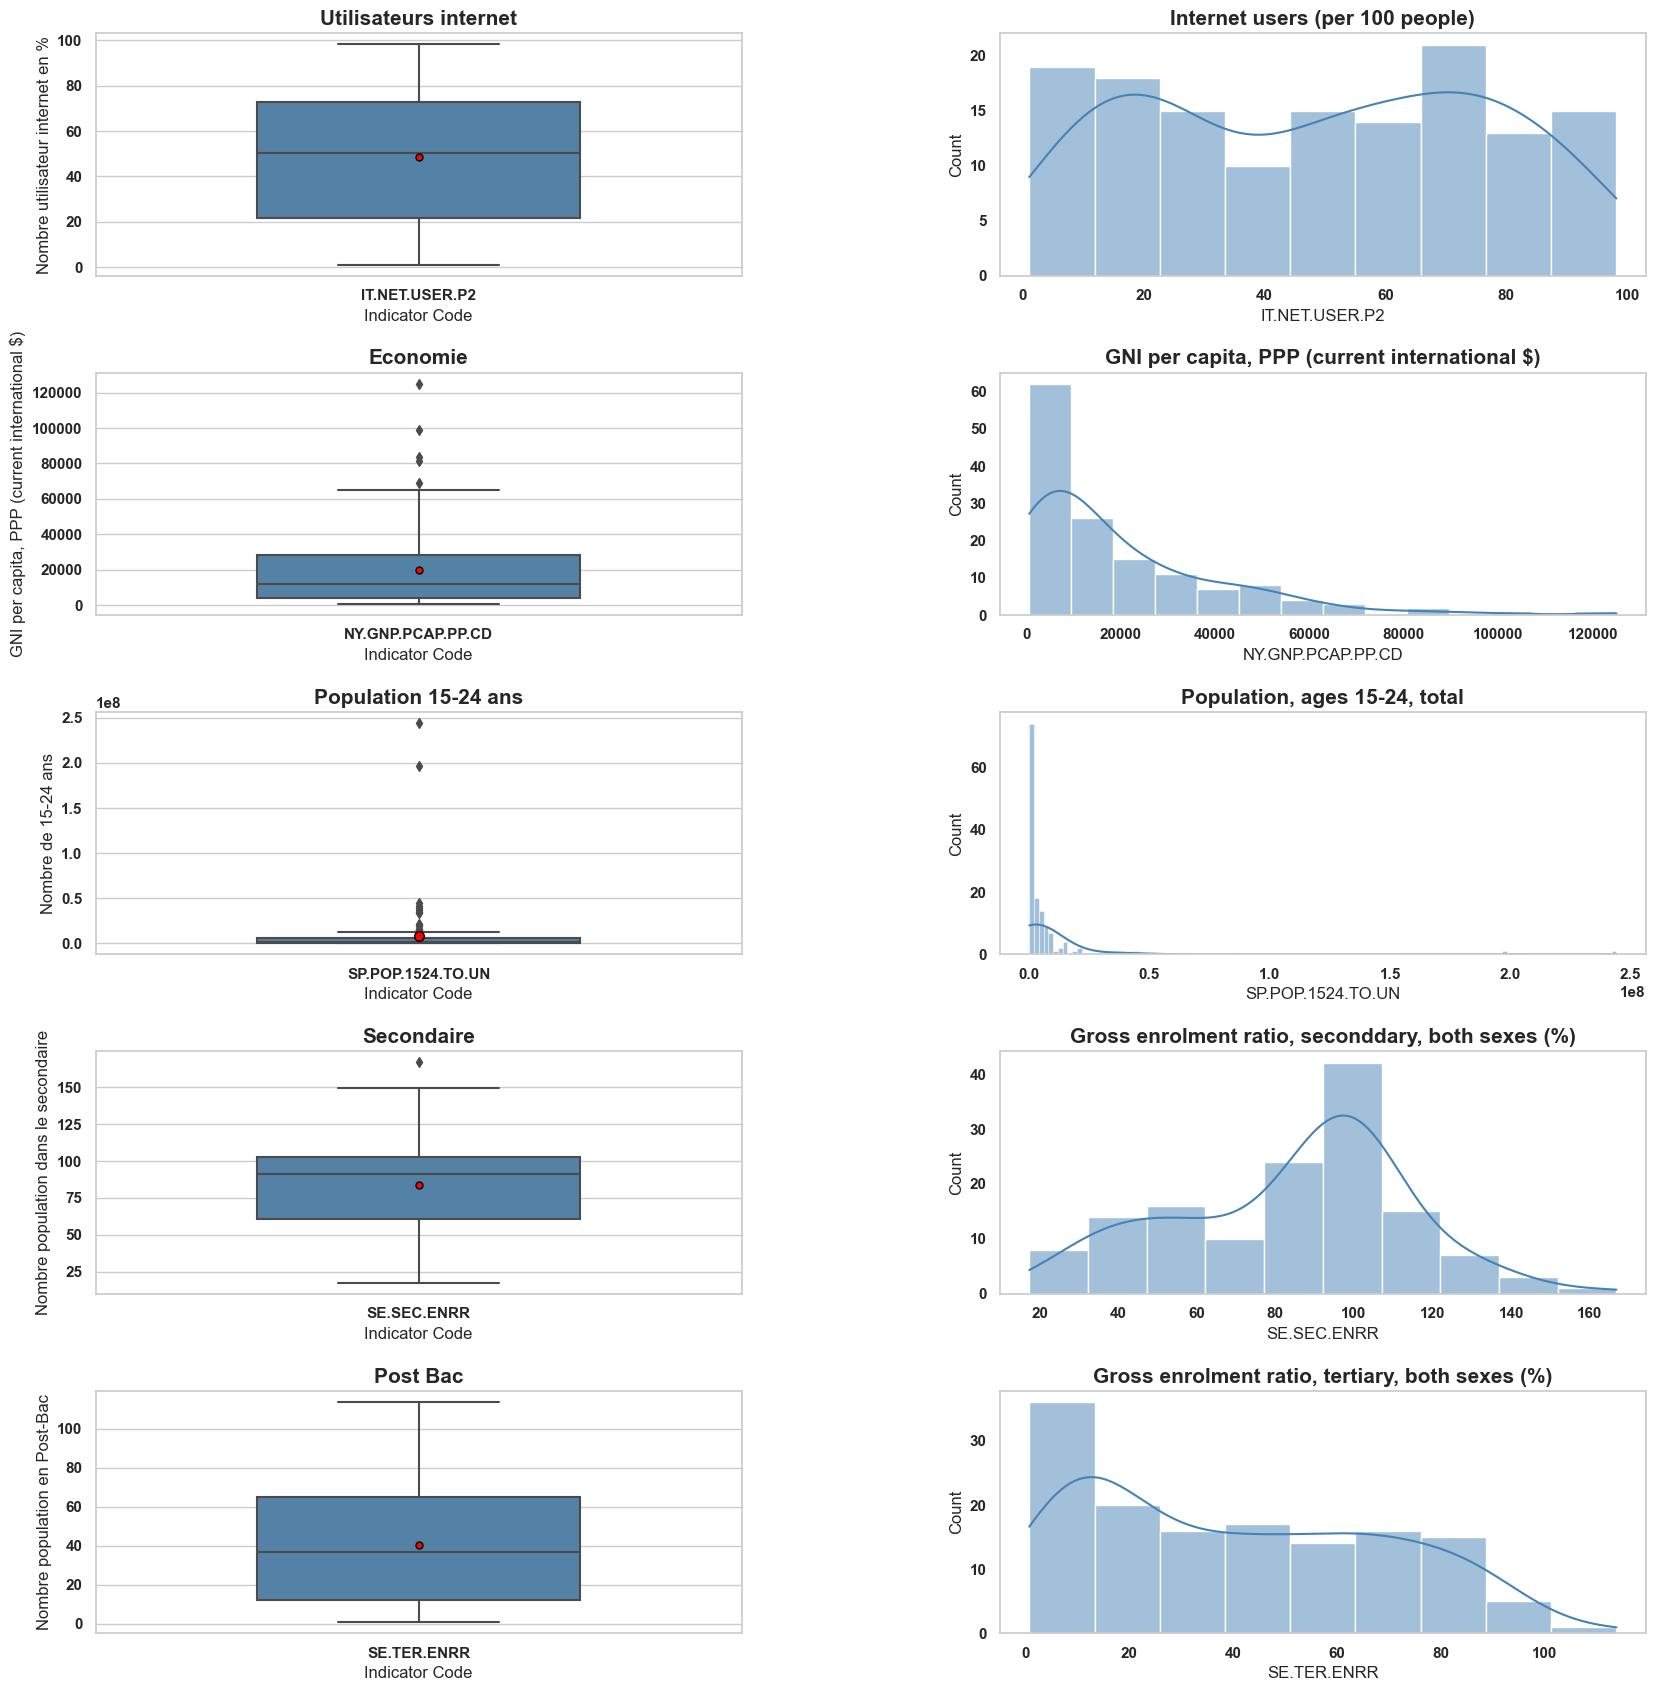 Utilisateurs internet
Nombre utilisateur internet en %
100
80
60
40
20
0
IT.NET.USER.P2
Indicator Code
Internet users (per 100 people)
Count
20
15
10
5
0
0 20 40 60 80 100
IT.NET.USER.P2
Economie
GNI per capita, PPP (current international $)
120000
100000
80000
60000
40000
20000
0
NY.GNP.PCAP.PP.CD
Indicator Code
GNI per capita, PPP (current international $)
Count
60
50
40
30
20
10
0
0 20000 40000 60000 80000 100000 120000
NY.GNP.PCAP.PP.CD
Population 15-24 ans
1e8
Nombre de 15-24 ans
2.5
2.0
1.5
1.0
0.5
0.0
SP.POP.1524.TO.UN
Indicator Code
Population, ages 15-24, total
Count
60
40
20
0
0.0 0.5 1.0 1.5 2.0 2.5
SP.POP.1524.TO.UN
1e8
Secondaire
Nombre population dans le secondaire
150
125
100
75
50
25
SE.SEC.ENRR
Indicator Code
Gross enrolment ratio, seconddary, both sexes (%)
Count
40
30
20
10
0
20 40 60 80 100 120 140 160
SE.SEC.ENRR
Post Bac
Nombre population en Post-Bac
100
80
60
40
20
0
SE.TER.ENRR
Indicator Code
Gross enrolment ratio, tertiary, both sexes (%)
Count
30
20
10
0
0 20 40 60 80 100
SE.TER.ENRR